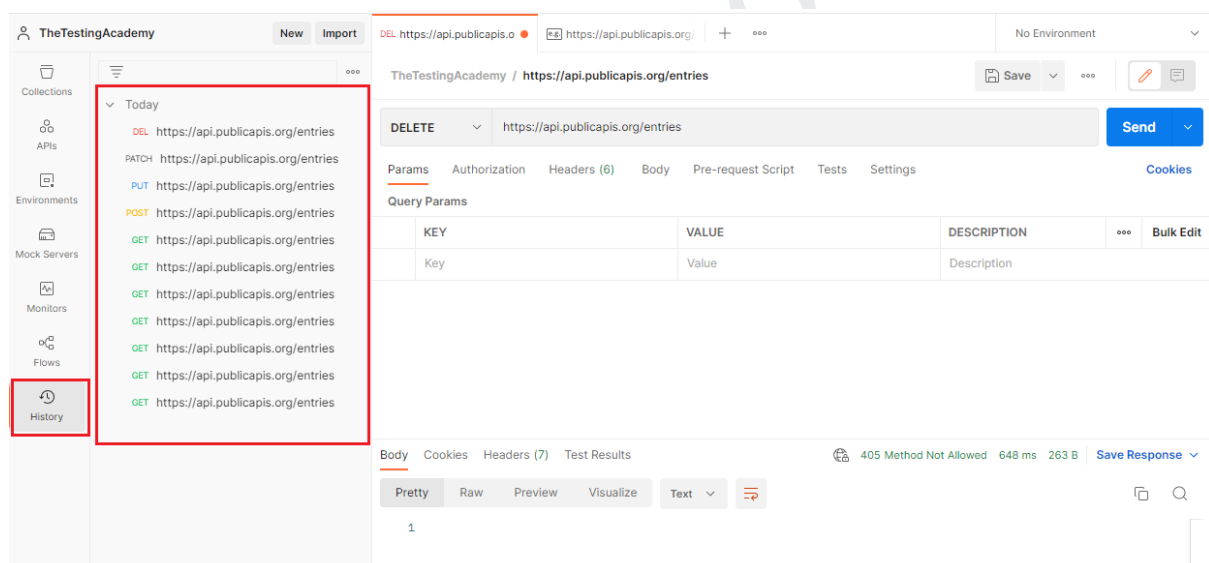 TheTestingAcademy New Import
DEL https://api.publicapis.o e.g. https://api.publicapis.org/ No Environment
Collections
APIs
Environments
Mock Servers
Monitors
Flows
History
Today
DEL https://api.publicapis.org/entries
PATCH https://api.publicapis.org/entries
PUT https://api.publicapis.org/entries
POST https://api.publicapis.org/entries
GET https://api.publicapis.org/entries
GET https://api.publicapis.org/entries
GET https://api.publicapis.org/entries
GET https://api.publicapis.org/entries
GET https://api.publicapis.org/entries
GET https://api.publicapis.org/entries
GET https://api.publicapis.org/entries
TheTestingAcademy / https://api.publicapis.org/entries Save
DELETE https://api.publicapis.org/entries Send
Params Authorization Headers (6) Body Pre-request Script Tests Settings Cookies
Query Params
KEY VALUE DESCRIPTION Bulk Edit
Key Value Description
Body Cookies Headers (7) Test Results 405 Method Not Allowed 648 ms 263 B Save Response
Pretty Raw Preview Visualize Text
1